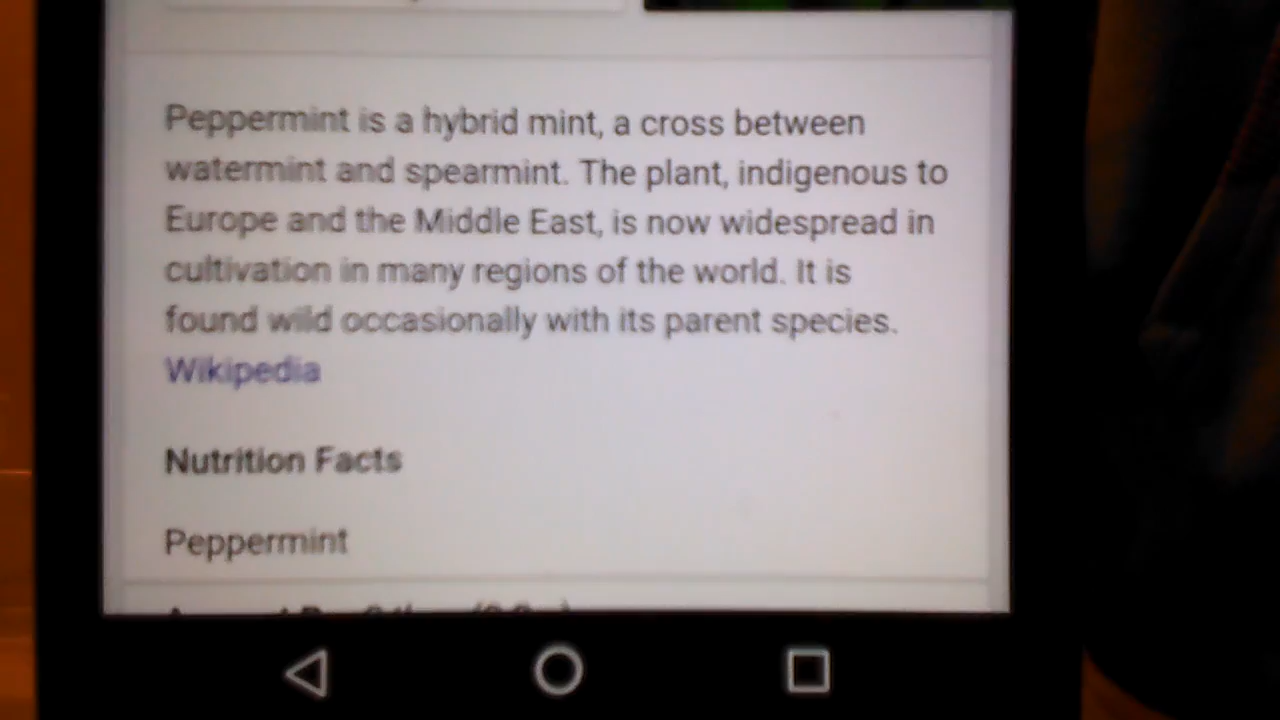 Peppermint is a hybrid mint, a cross between
watermint and spearmint. The plant, indigenous to
Europe and the Middle East, is now widespread in
cultivation in many regions of the world. It is
found wild occasionally with its parent species.
Wikipedia
Nutrition Facts
Peppermint